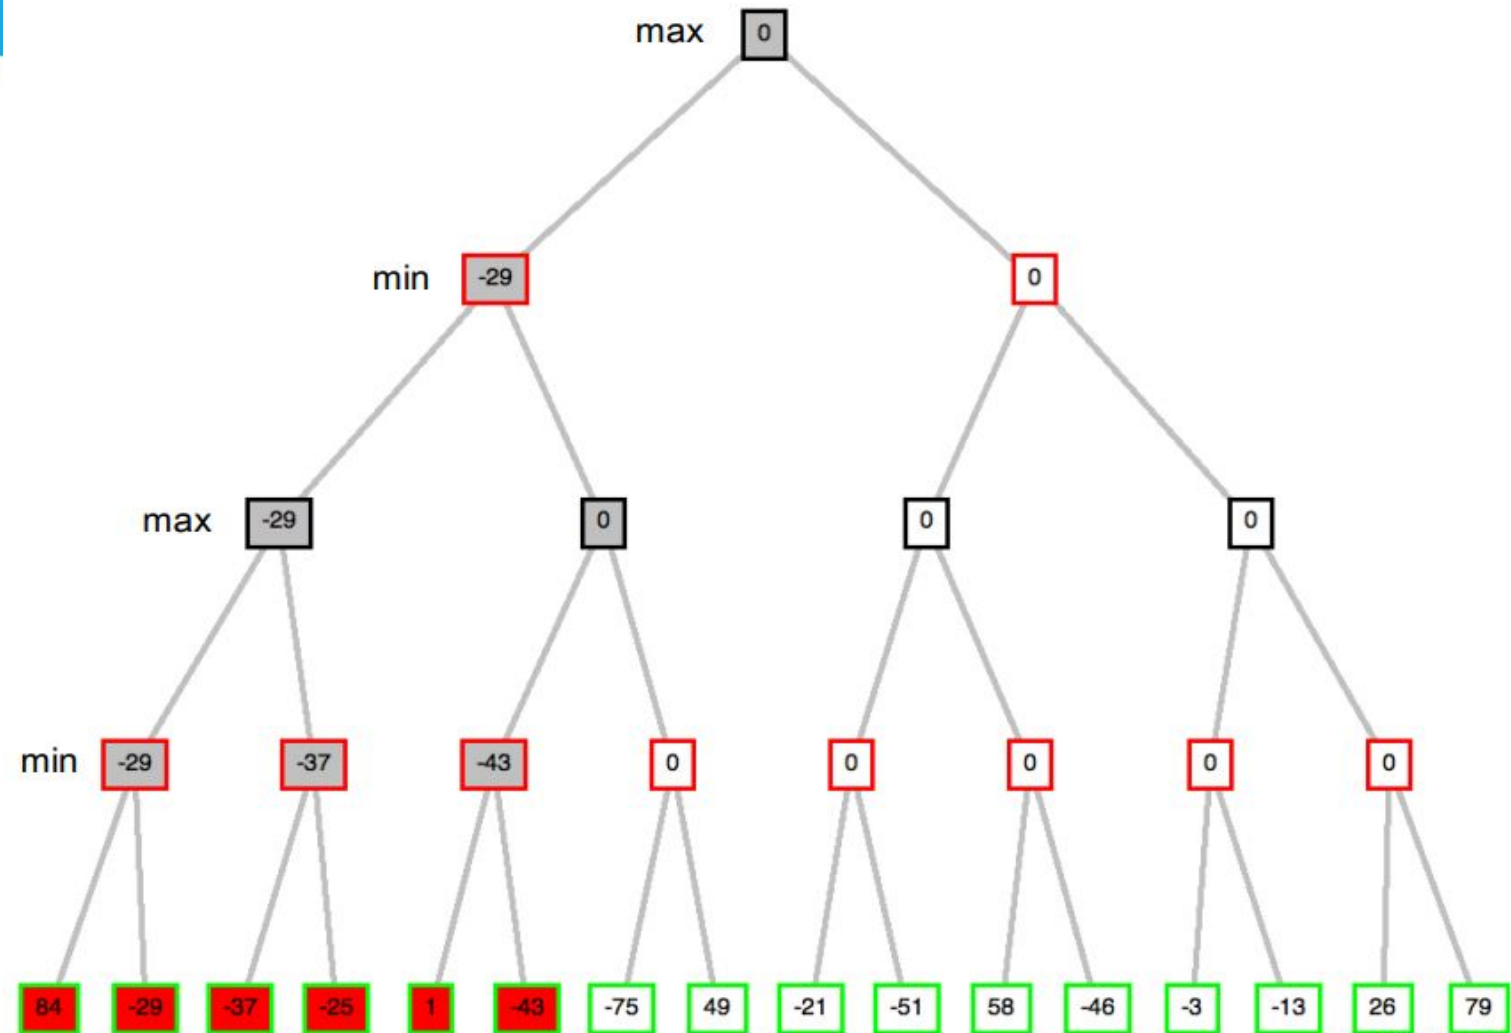 max 0
min -29 0
max -29 0 0 0
min -29 -37 -43 0 0 0 0 0
84 -29 -37 -25 1 -43 -75 49 -21 -51 58 -46 -3 -13 26 79